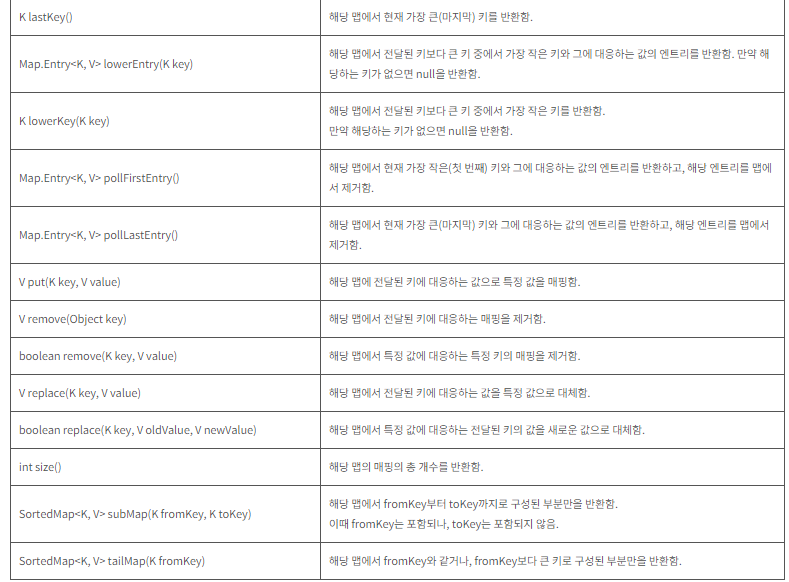 K lastKey()
해당 맵에서 현재 가장 큰(마지막) 키를 반환함.
Map.Entry<K, V> lowerEntry(K key)
해당 맵에서 전달된 키보다 큰 키 중에서 가장 작은 키와 그에 대응하는 값의 엔트리를 반환함. 만약 해
당하는 키가 없으면 null을 반환함.
K lowerKey(K key)
해당 맵에서 전달된 키보다 큰 키 중에서 가장 작은 키를 반환함.
만약 해당하는 키가 없으면 null을 반환함.
Map.Entry<K, V> pollFirstEntry()
해당 맵에서 현재 가장 작은(첫 번째) 키와 그에 대응하는 값의 엔트리를 반환하고, 해당 엔트리를 맵에
서 제거함.
Map.Entry<K, V> pollLastEntry()
해당 맵에서 현재 가장 큰(마지막) 키와 그에 대응하는 값의 엔트리를 반환하고, 해당 엔트리를 맵에서
제거함.
V put(K key, V value)
해당 맵에 전달된 키에 대응하는 값으로 특정 값을 매핑함.
V remove(Object key)
해당 맵에서 전달된 키에 대응하는 매핑을 제거함.
boolean remove(K key, V value)
해당 맵에서 특정 값에 대응하는 특정 키의 매핑을 제거함.
V replace(K key, V value)
해당 맵에서 전달된 키에 대응하는 값을 특정 값으로 대체함.
boolean replace(K key, V oldValue, V newValue)
해당 맵에서 특정 값에 대응하는 전달된 키의 값을 새로운 값으로 대체함.
int size()
해당 맵의 매핑의 총 개수를 반환함.
SortedMap<K, V> subMap(K fromKey, K toKey)
해당 맵에서 fromKey부터 toKey까지로 구성된 부분만을 반환함.
이때 fromKey는 포함되나, toKey는 포함되지 않음.
SortedMap<K, V> tailMap(K fromKey)
해당 맵에서 fromKey와 같거나, fromKey보다 큰 키로 구성된 부분만을 반환함.